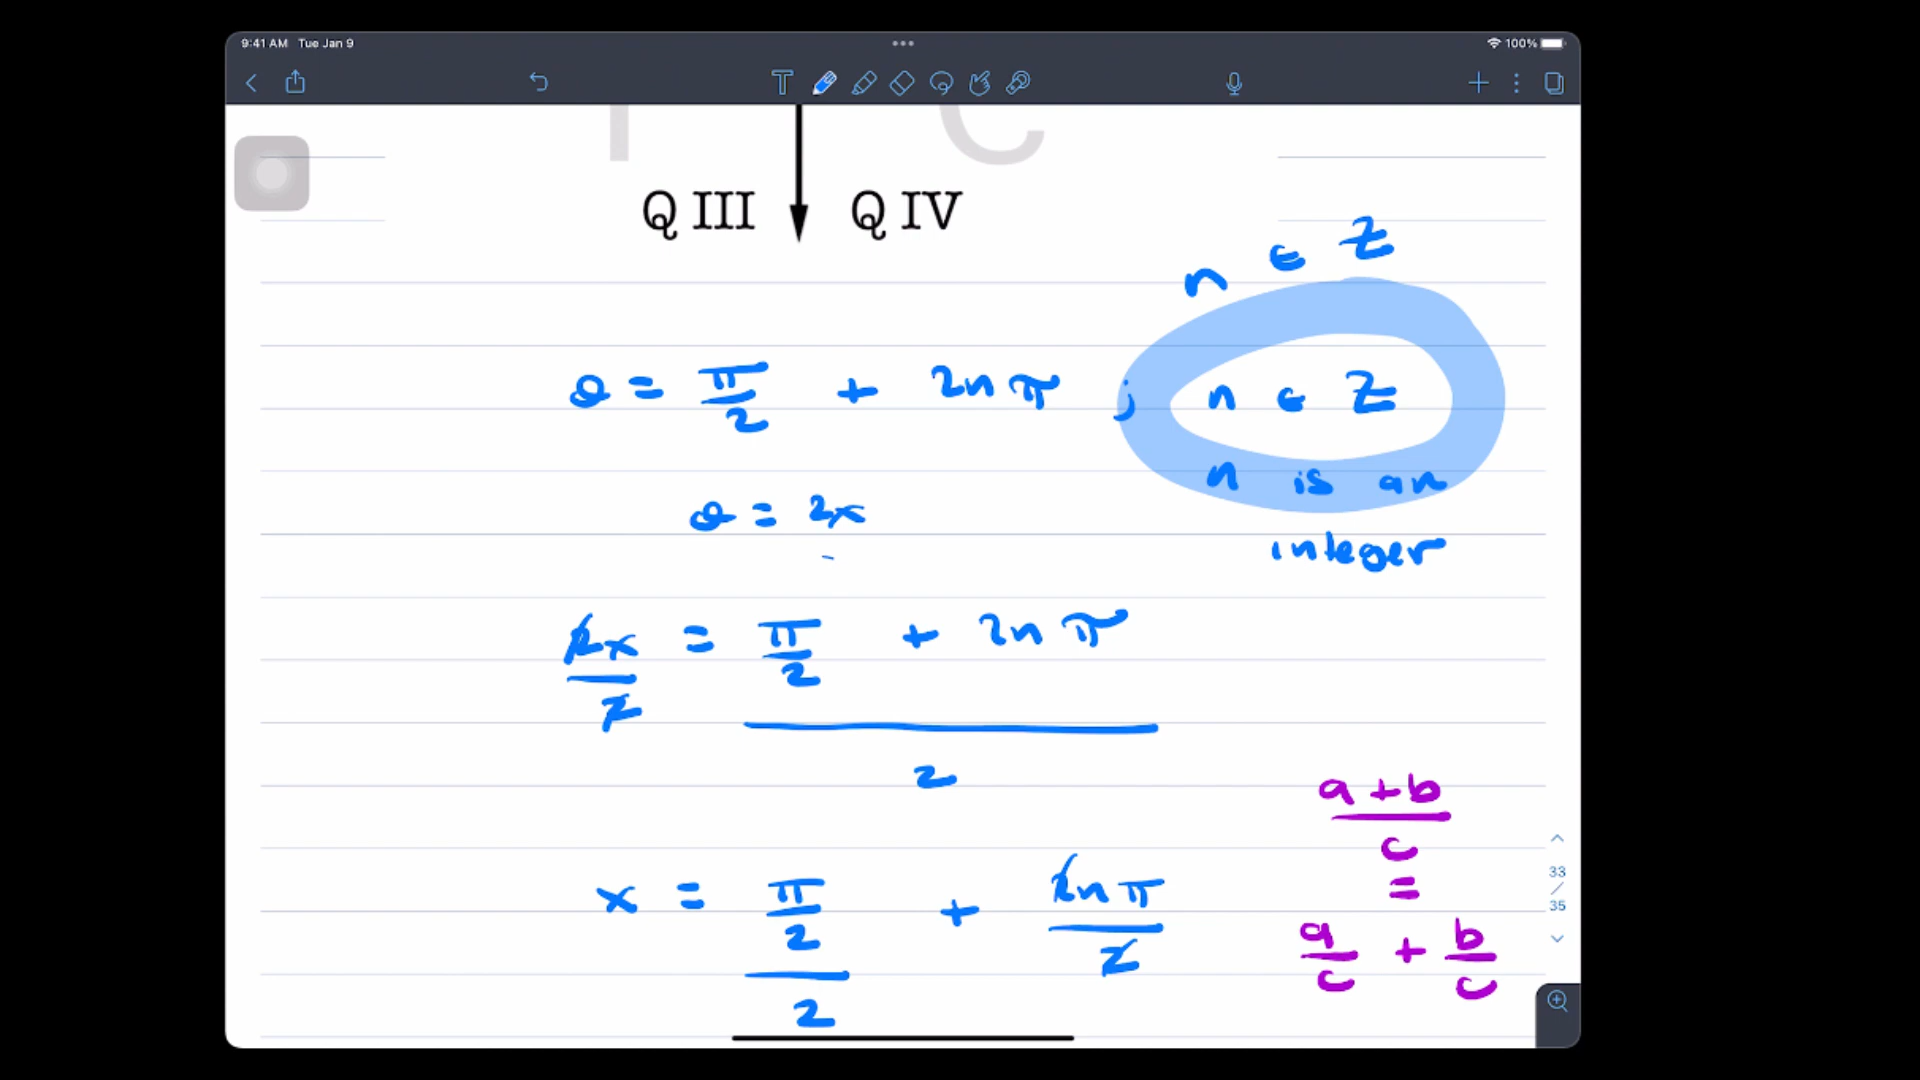 9:41 AM Tue Jan 9
100%
Q III Q IV
n ∈ Z
θ = π/2 + 2nπ ; n ∈ Z
n is an
integer
θ = 2x
2x/2 = (π/2 + 2nπ)/2
x = (π/2)/2 + 2nπ/2
(a + b)/c
=
a/c + b/c
33
/
35